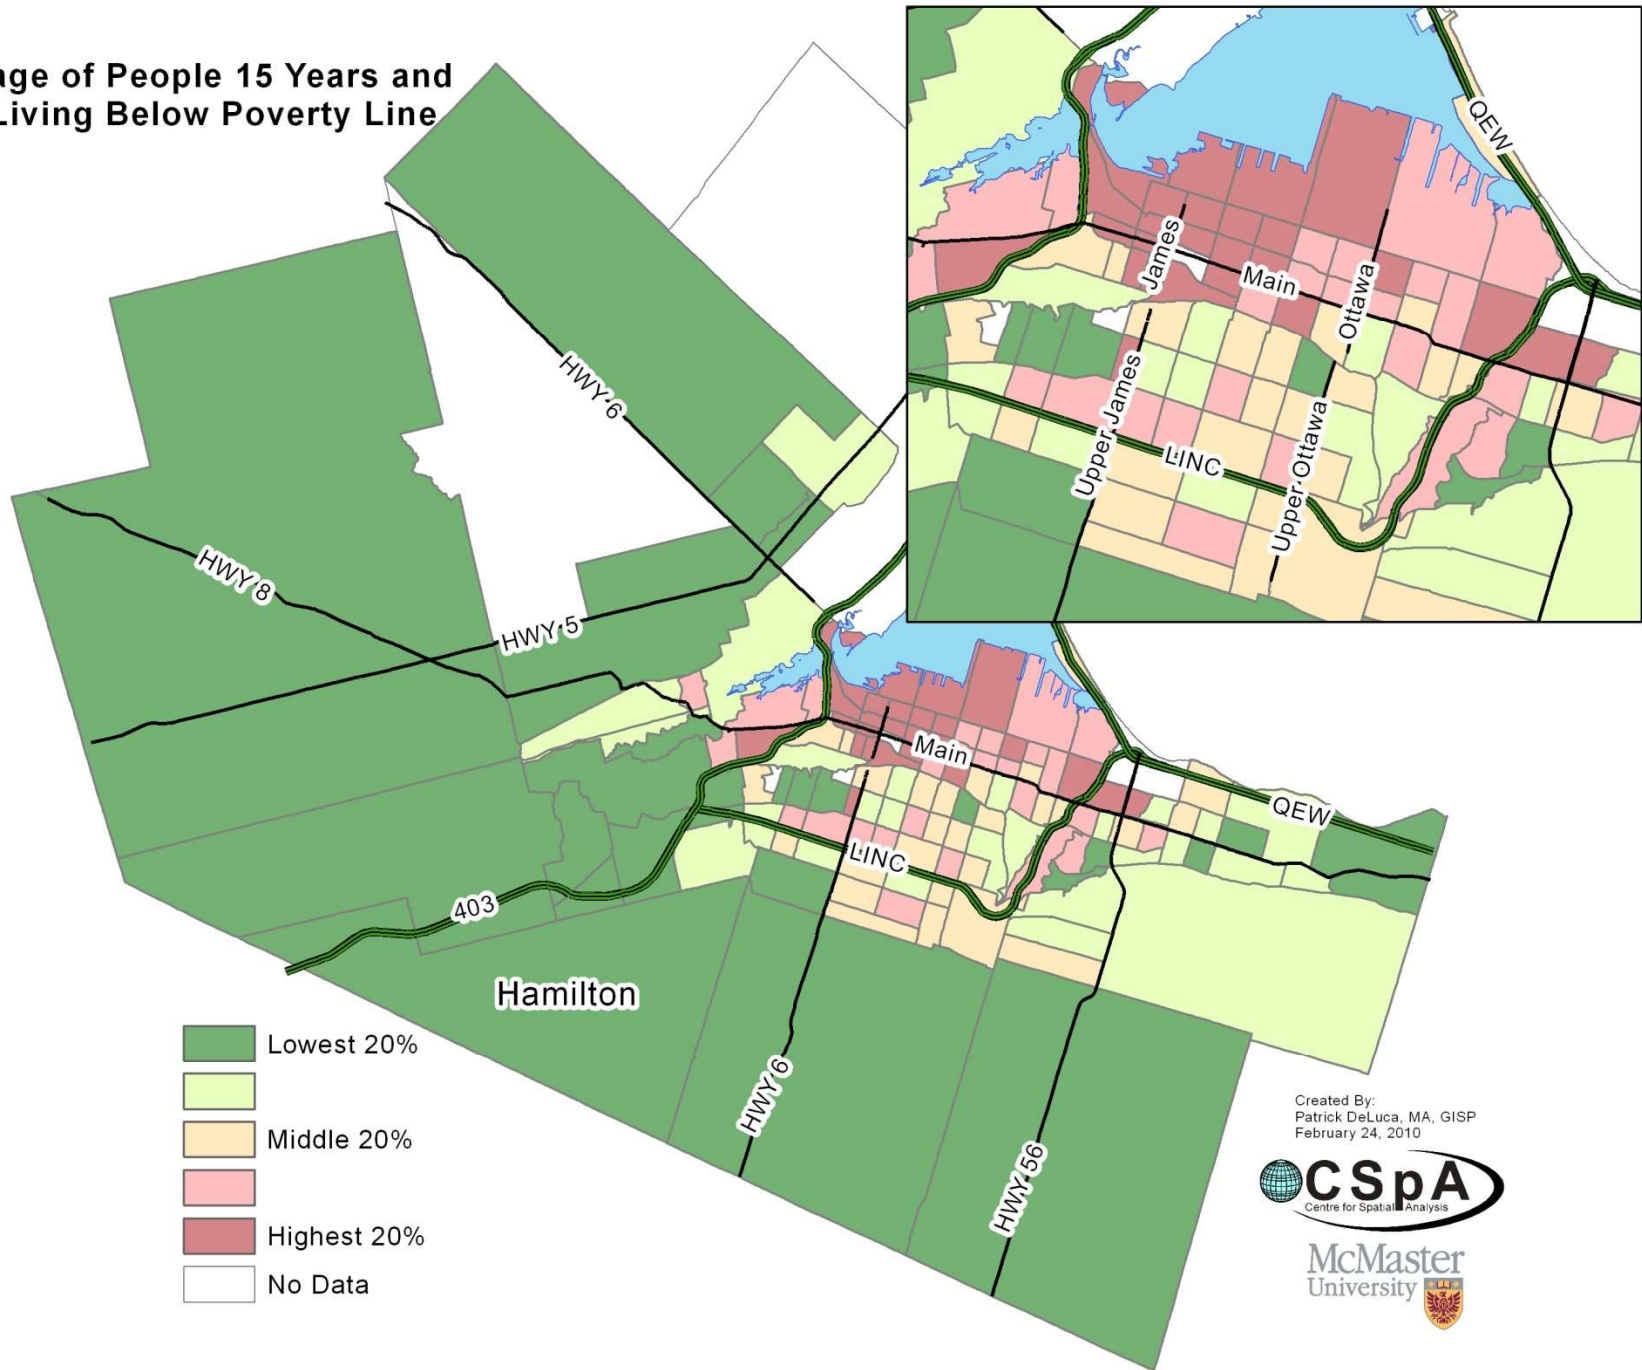 age of People 15 Years and
Living Below Poverty Line
QEW
James
Main
Ottawa
Upper James
LINC
Upper Ottawa
HWY 6
HWY 8
HWY 5
Main
QEW
LINC
403
Hamilton
HWY 6
HWY 56
Lowest 20%
Middle 20%
Highest 20%
No Data
Created By:
Patrick DeLuca, MA, GISP
February 24, 2010
CSpA
Centre for Spatial Analysis
McMaster
University